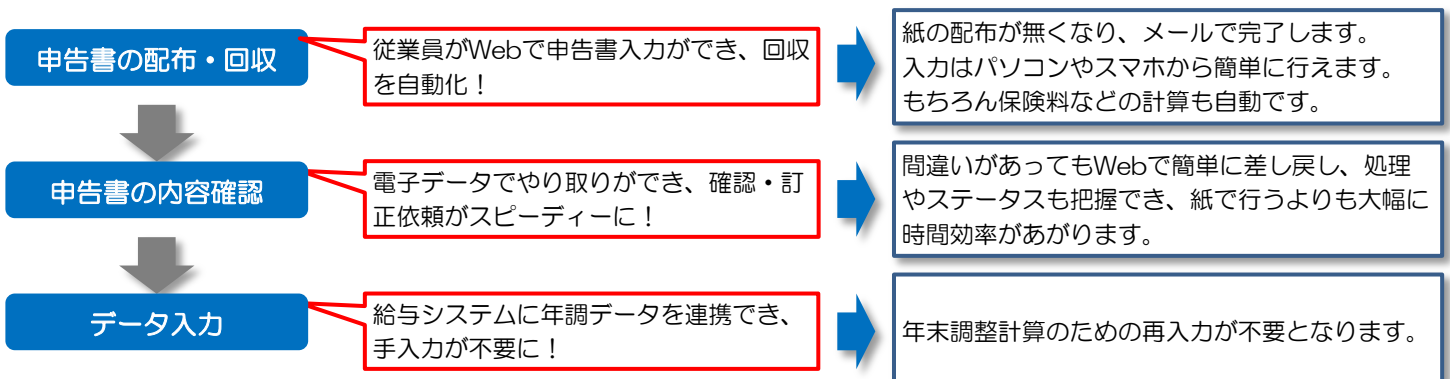 申告書の配布・回収
従業員がWebで申告書入力ができ、回収
を自動化！
紙の配布が無くなり、メールで完了します。
入力はパソコンやスマホから簡単に行えます。
もちろん保険料などの計算も自動です。
申告書の内容確認
電子データでやり取りができ、確認・訂
正依頼がスピーディーに！
間違いがあってもWebで簡単に差し戻し、処理
やステータスも把握でき、紙で行うよりも大幅に
時間効率があがります。
データ入力
給与システムに年調データを連携でき、
手入力が不要に！
年末調整計算のための再入力が不要となります。